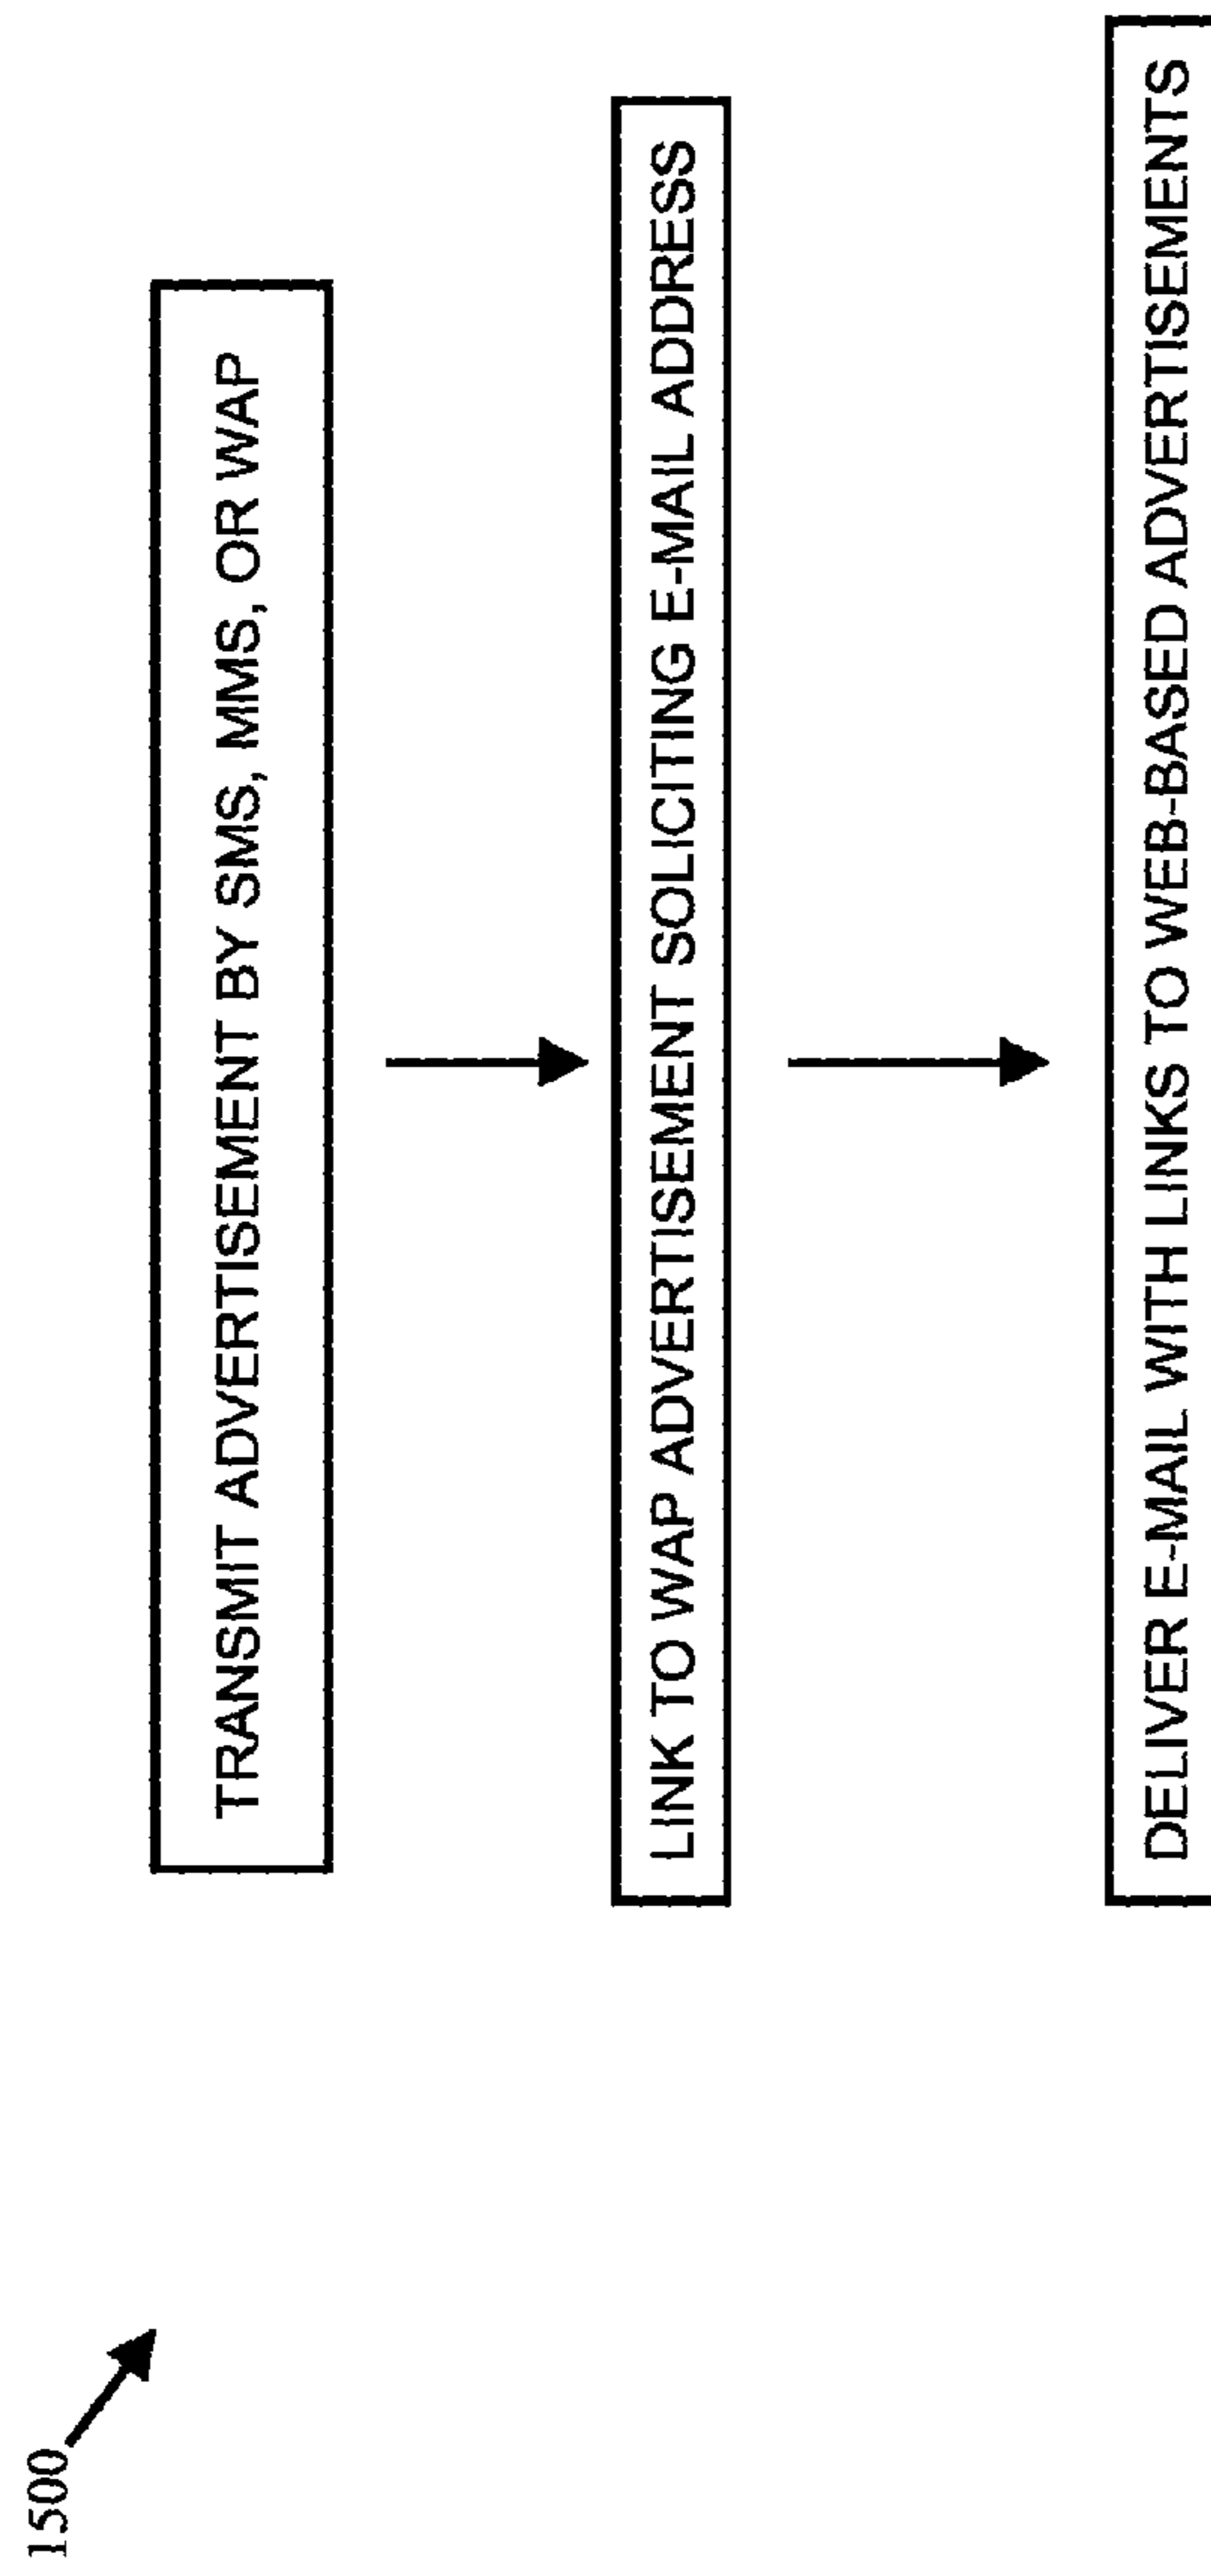 1500
TRANSMIT ADVERTISEMENT BY SMS, MMS, OR WAP
LINK TO WAP ADVERTISEMENT SOLICITING E-MAIL ADDRESS
DELIVER E-MAIL WITH LINKS TO WEB-BASED ADVERTISEMENTS